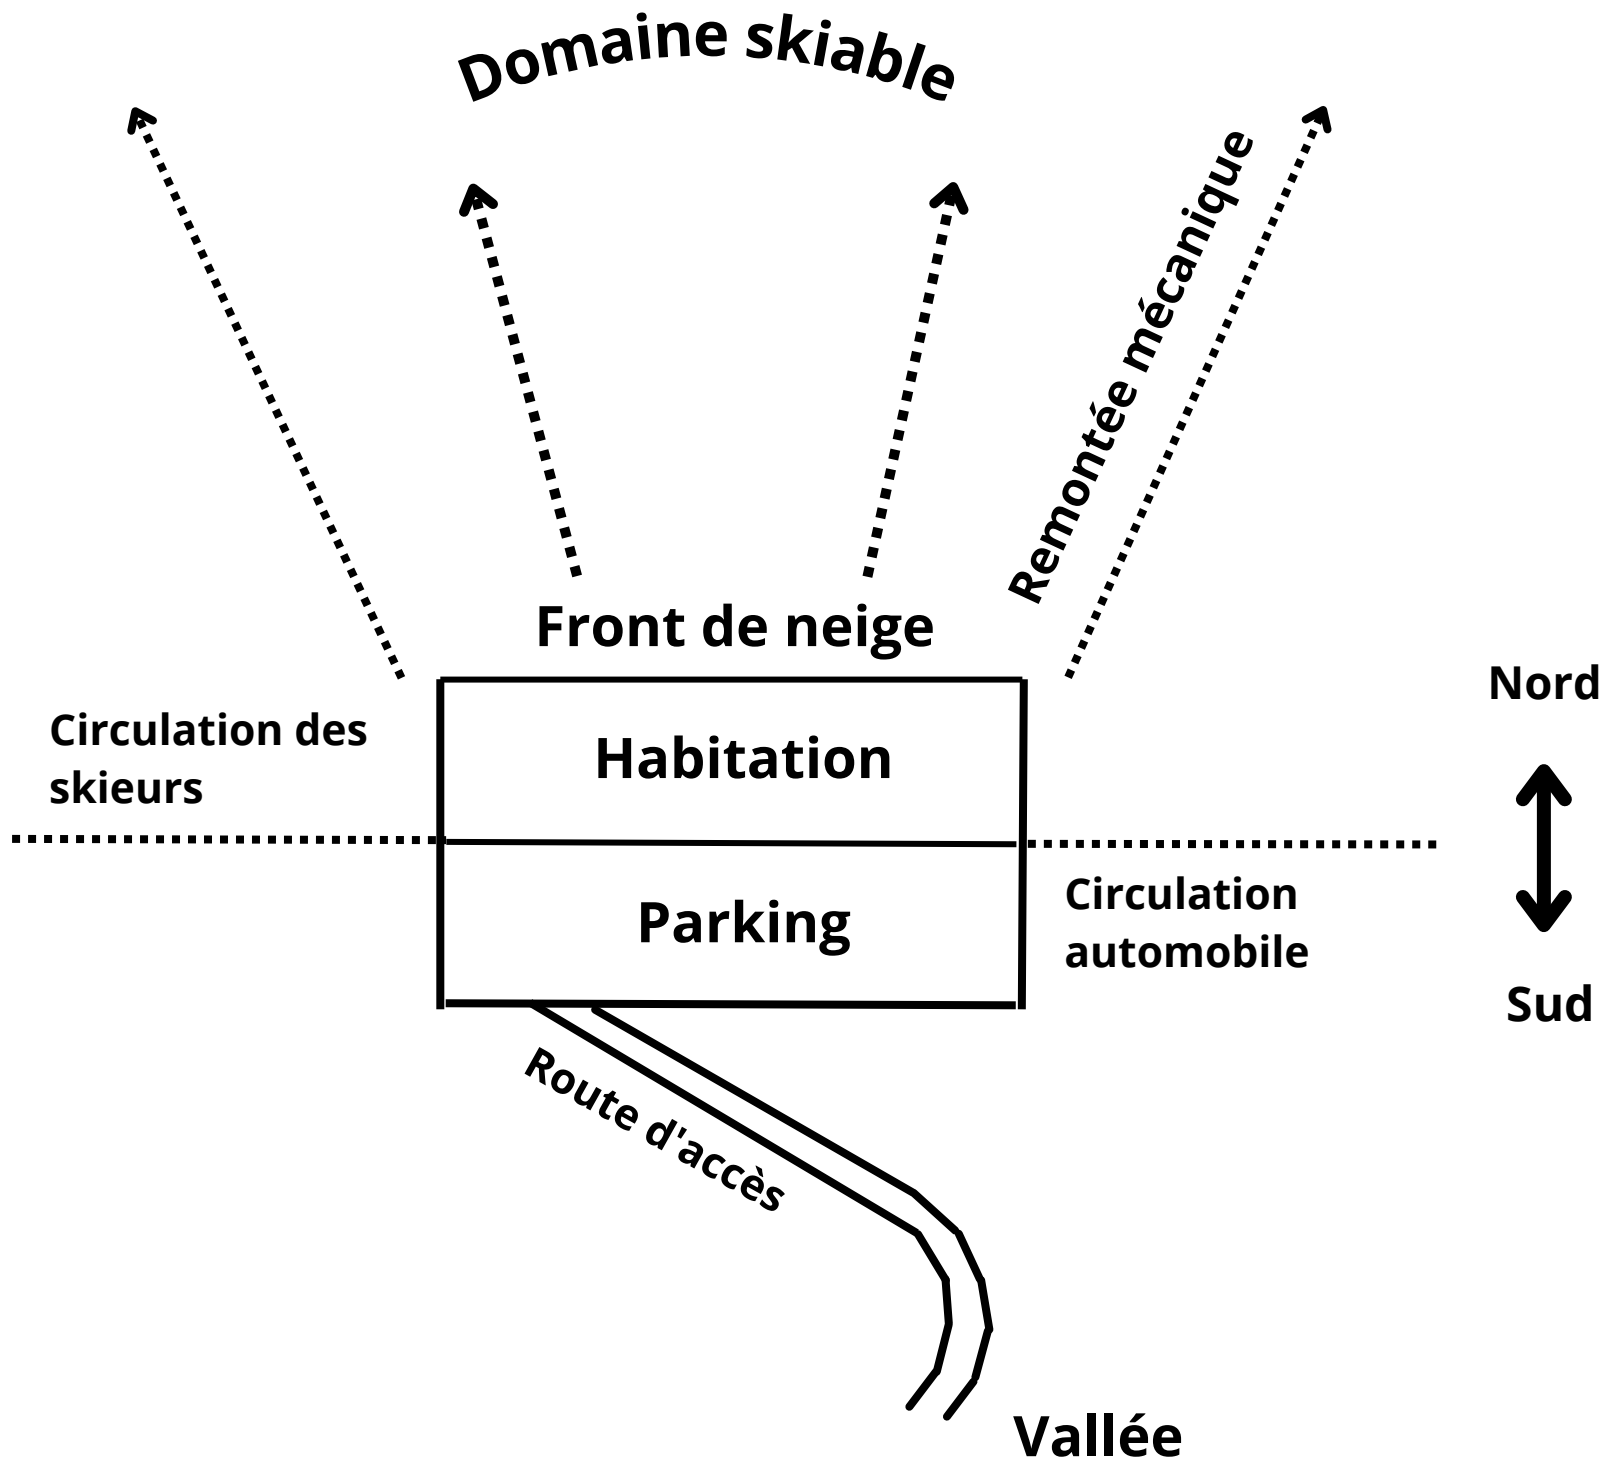 Domaine skiable
Remontée mécanique
Front de neige
Nord
Circulation des
skieurs
Habitation
Circulation
automobile
Parking
Sud
Route d'accès
Vallée